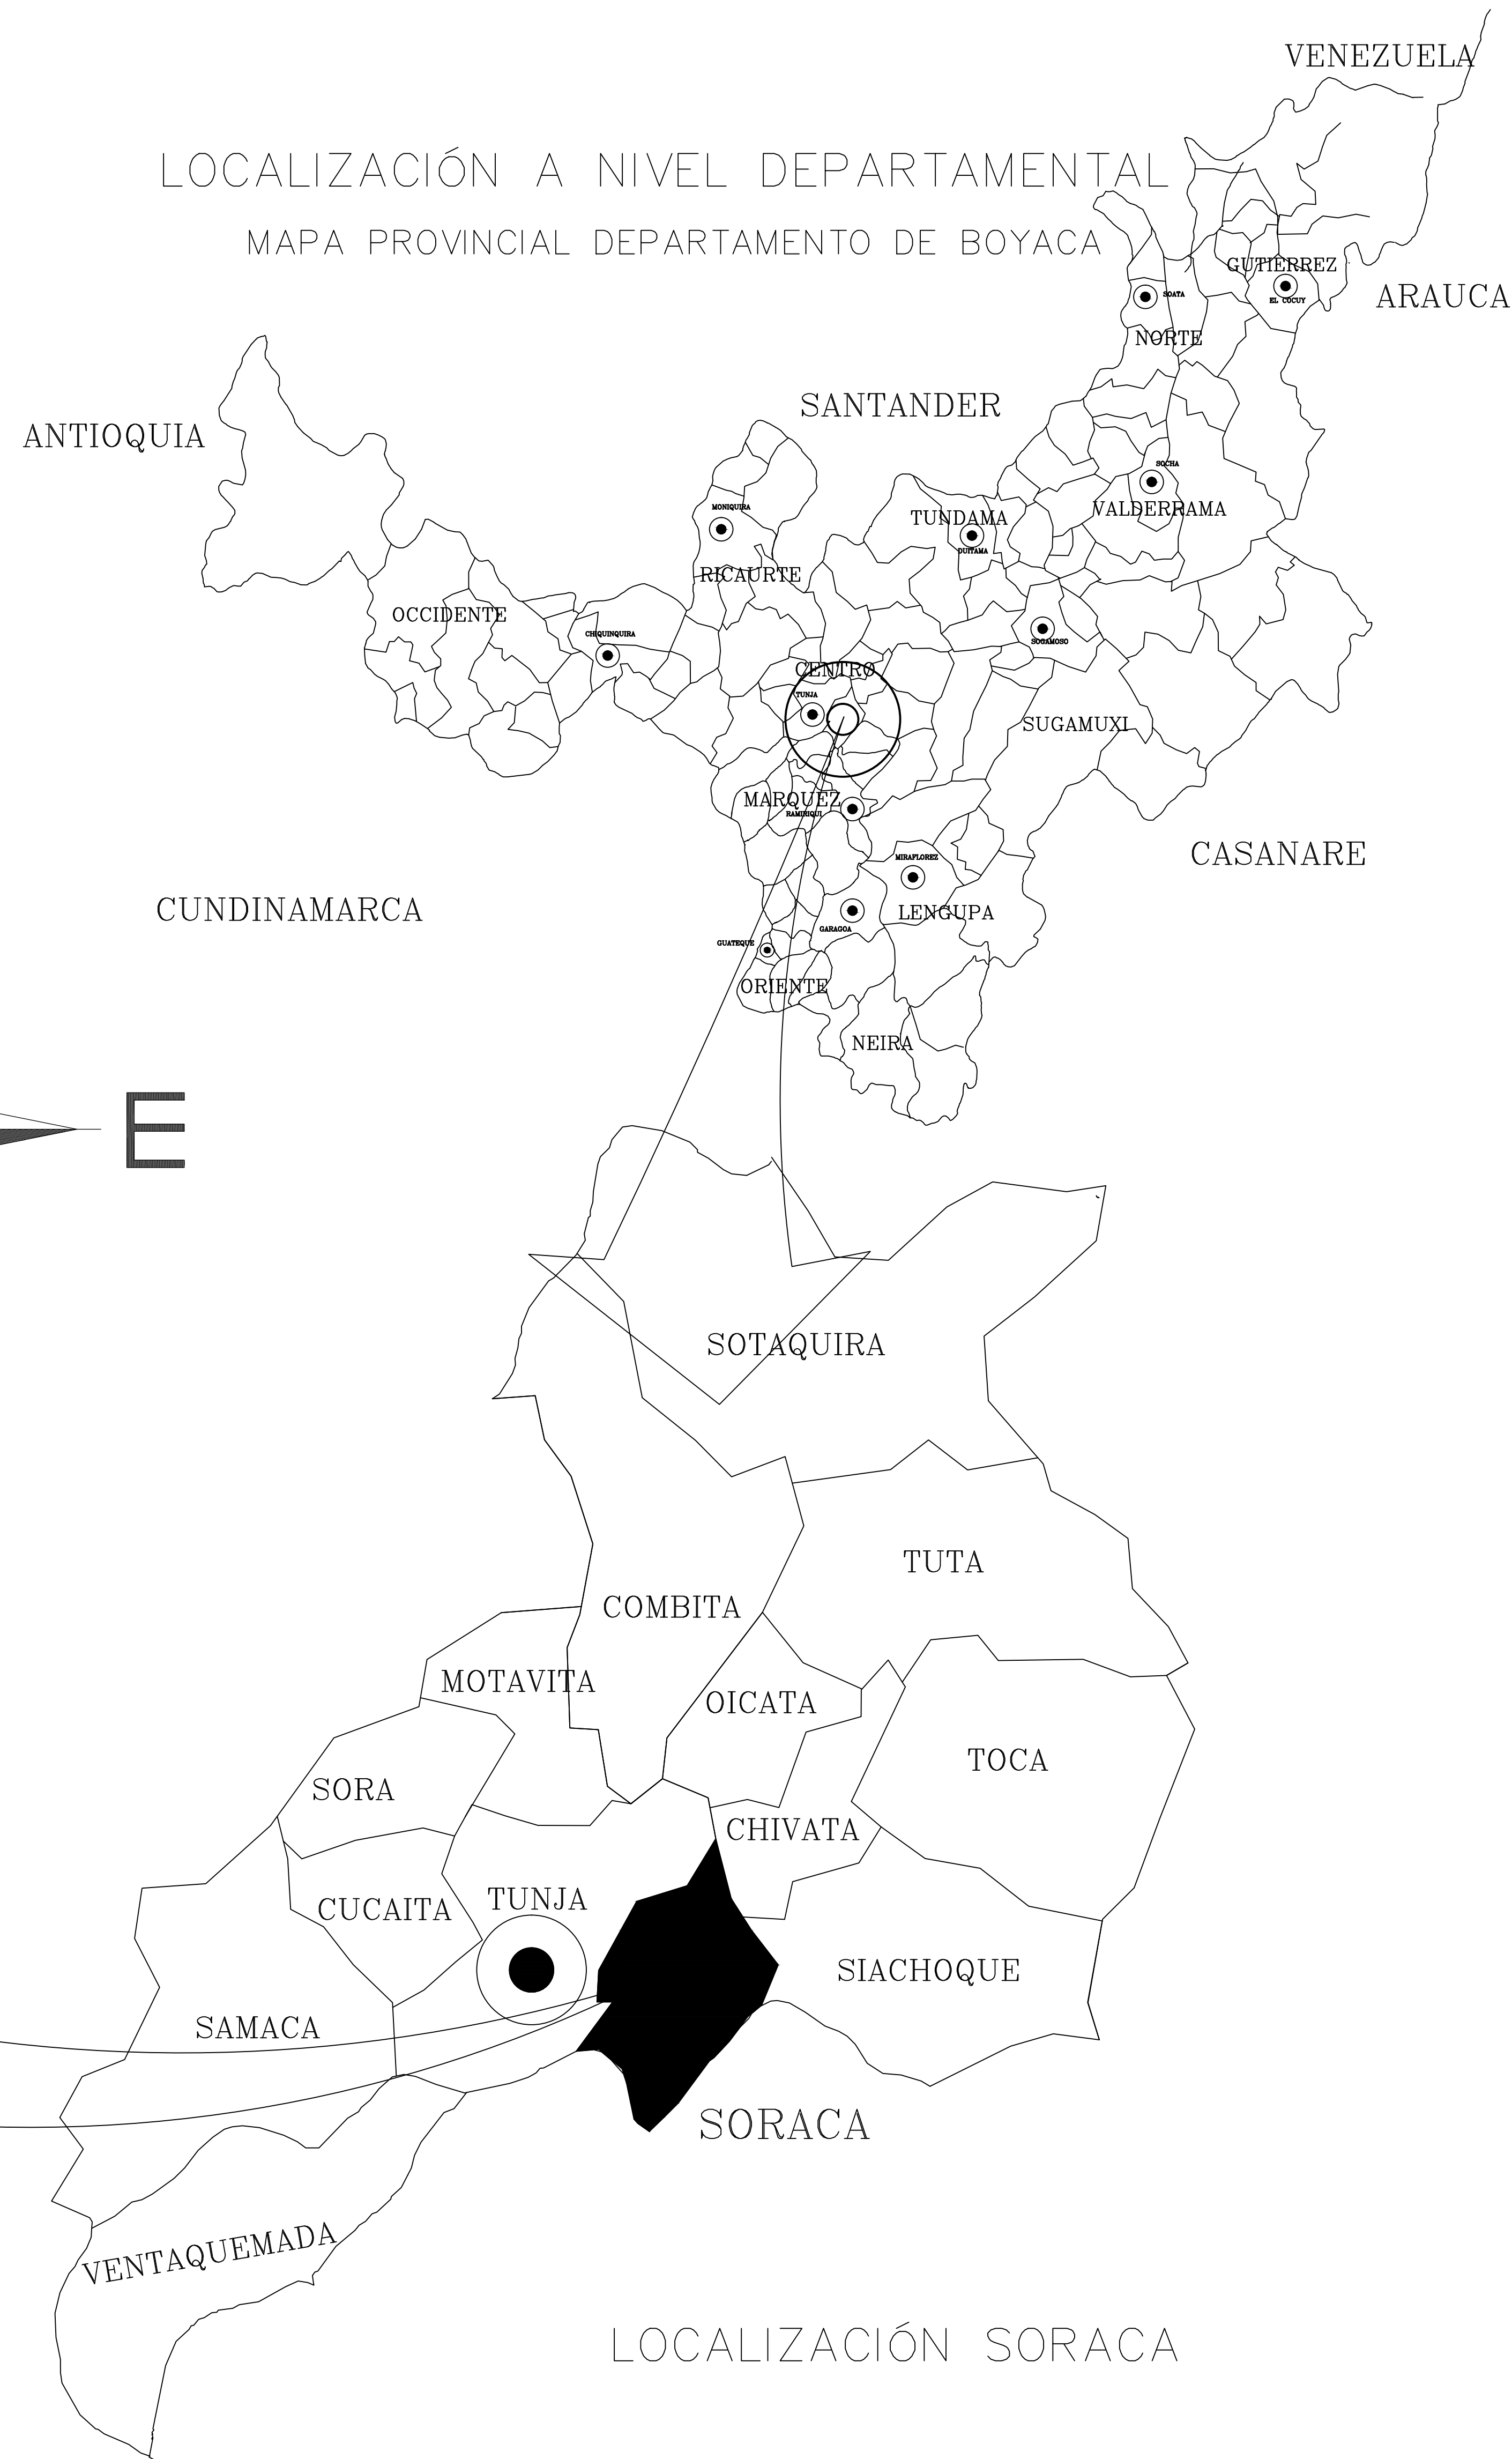 VENEZUELA
LOCALIZACIÓN A NIVEL DEPARTAMENTAL
MAPA PROVINCIAL DEPARTAMENTO DE BOYACA
GUTIERREZ
EL COCUY
ARAUCA
SOATA
NORTE
SANTANDER
ANTIOQUIA
SOCHA
VALDERRAMA
MONIQUIRA
TUNDAMA
DUITAMA
RICAURTE
OCCIDENTE
CHIQUINQUIRA
SOGAMOSO
CENTRO
TUNJA
SUGAMUXI
MARQUEZ
RAMIRIQUI
CASANARE
MIRAFLOREZ
CUNDINAMARCA
LENGUPA
GARAGOA
GUATEQUE
ORIENTE
NEIRA
E
SOTAQUIRA
TUTA
COMBITA
MOTAVITA
OICATA
TOCA
SORA
CHIVATA
CUCAITA
TUNJA
SIACHOQUE
SAMACA
SORACA
VENTAQUEMADA
LOCALIZACIÓN SORACA